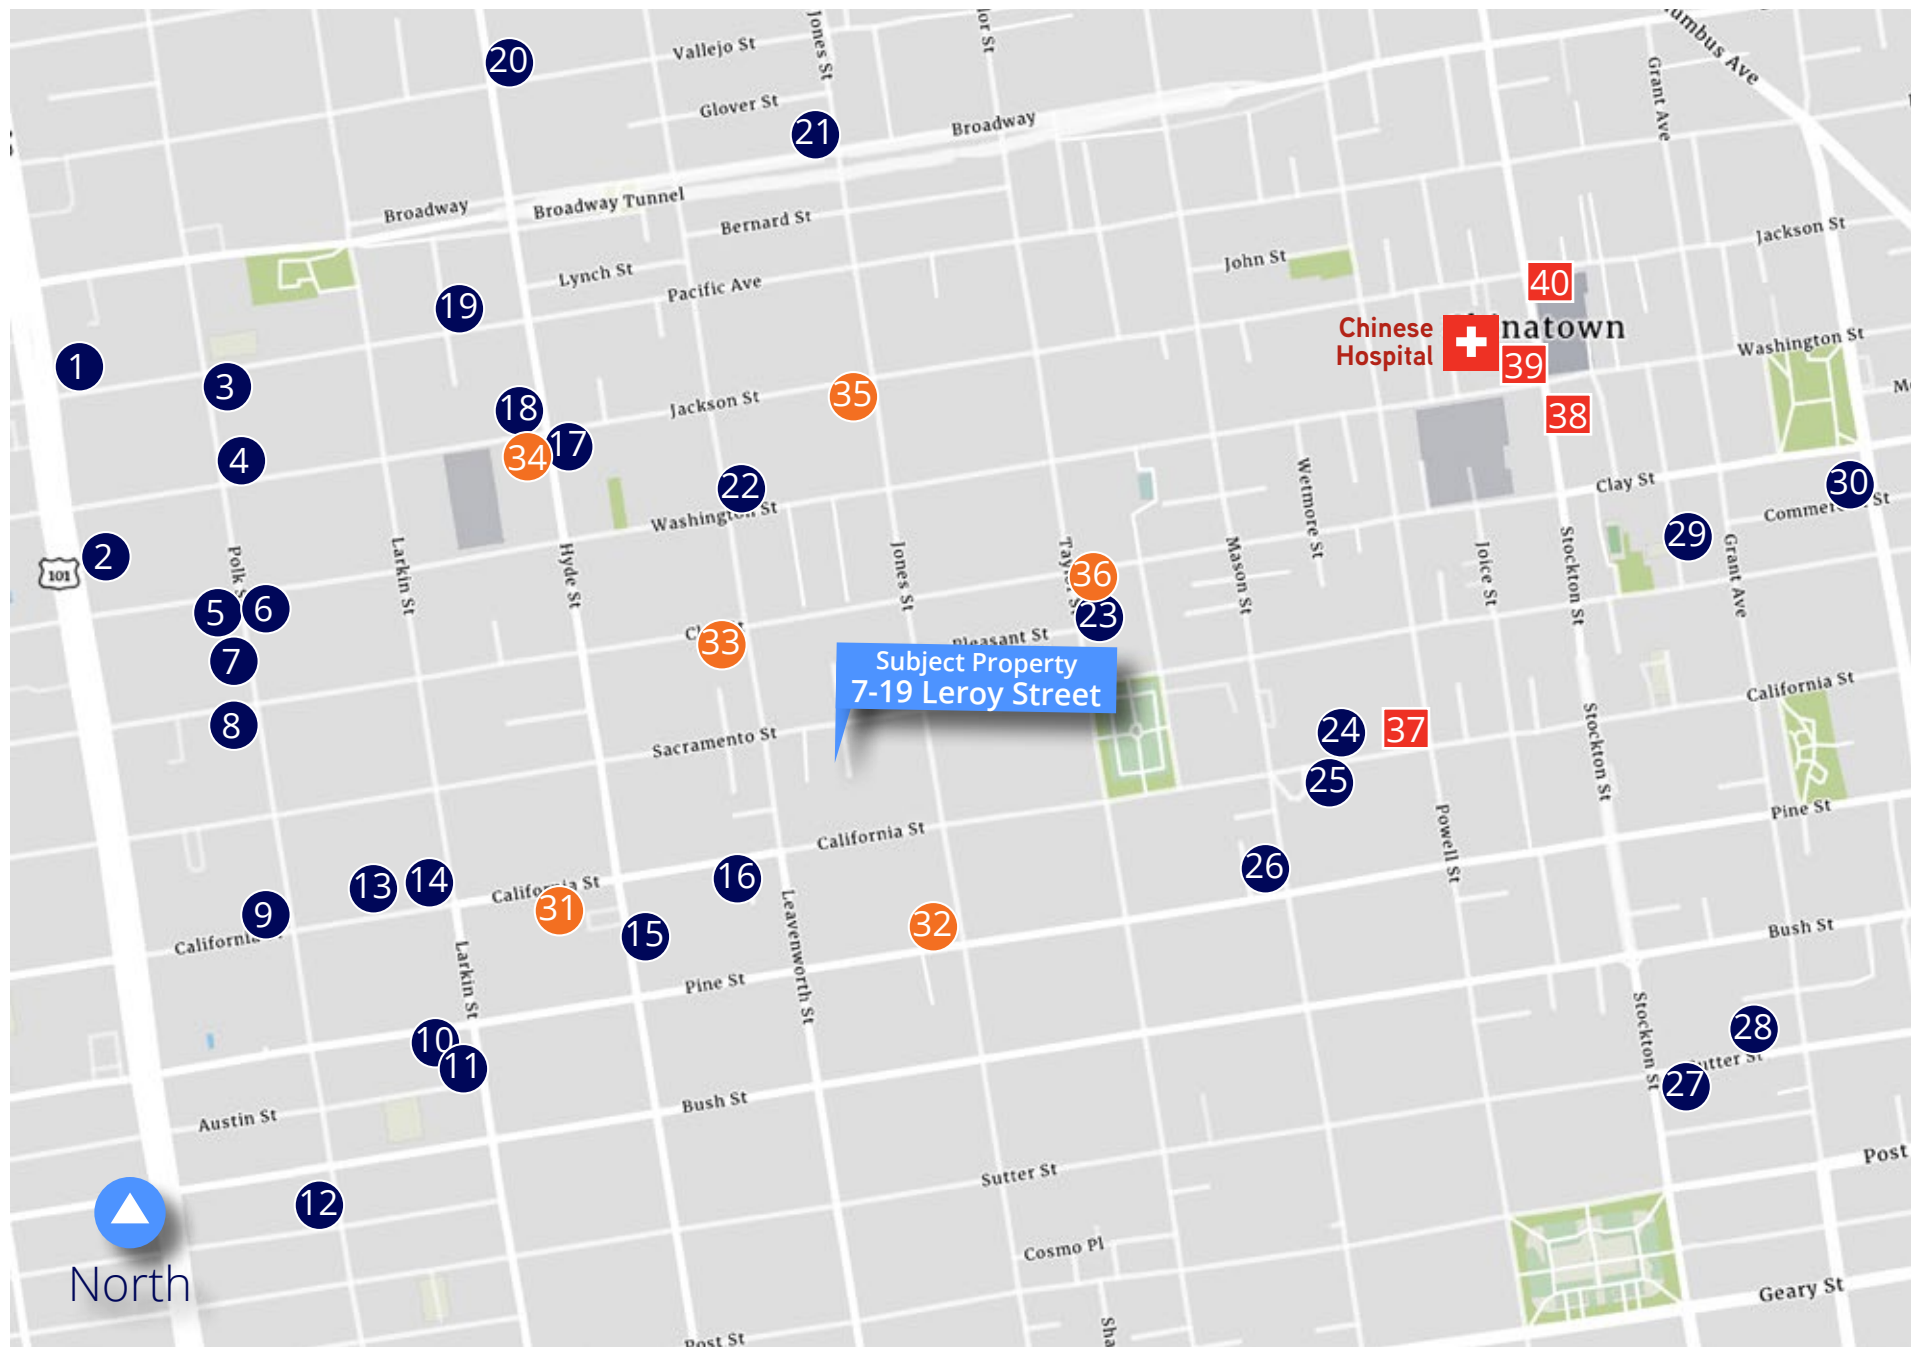 Vallejo St
Jones St
Glover St
Broadway
Grant Ave
20
21
Broadway
Broadway Tunnel
Bernard St
Lynch St
Pacific Ave
John St
Jackson St
Washington St
19
40
Chinese
Hospital
39
38
1
3
18
35
Jackson St
4
34
17
22
Washington St
Clay St
30
29
2
101
Larkin St
Hyde St
Jones St
36
23
Mason St
Wetmore St
Joice St
Stockton St
Grant Ave
5
6
7
33
Pleasant St
Subject Property
7-19 Leroy Street
8
Sacramento St
24
37
25
Stockton St
California St
Pine St
California St
Powell St
26
13
14
California St
31
16
9
15
32
Leavenworth St
Larkin St
Pine St
Bush St
10
11
Stockton St
28
27
Austin St
Bush St
12
Sutter St
Post
North
Cosmo Pl
Geary St
Post St